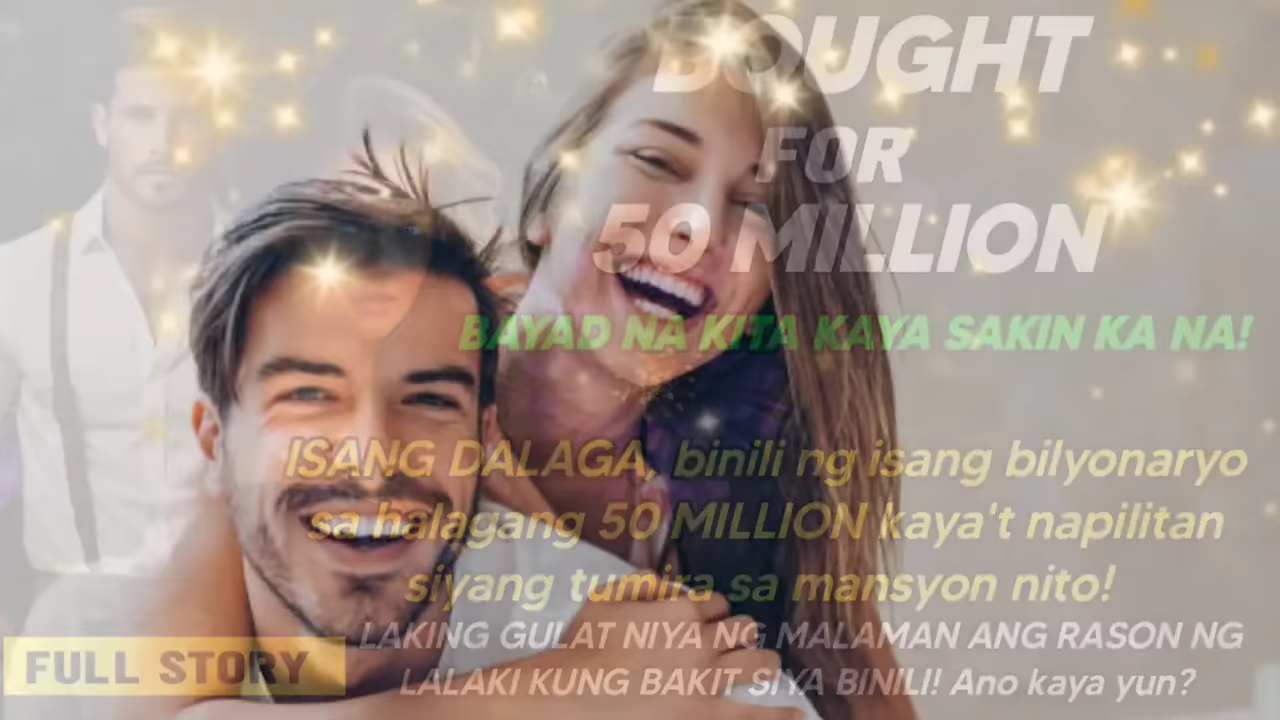 BOUGHT
FOR
50 MILLION
BAYAD NA KITA KAYA SAKIN KA NA!
ISANG DALAGA, binili ng isang bilyonaryo
sa halagang 50 MILLION kaya't napilitan
siyang tumira sa mansyon nito!
LAKING GULAT NIYA NG MALAMAN ANG RASON NG
LALAKI KUNG BAKIT SIYA BINILI! Ano kaya yun?
FULL STORY